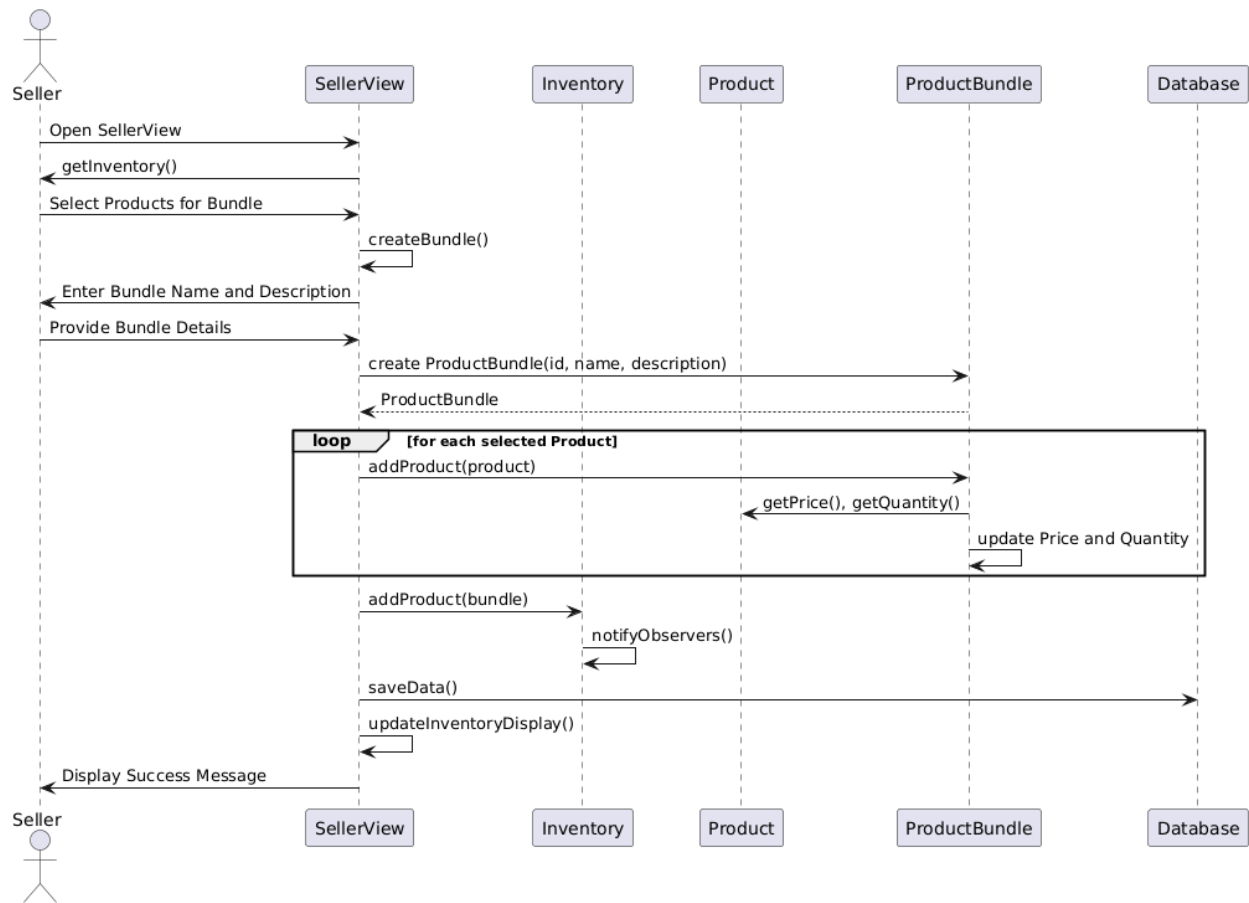 Seller
SellerView
Inventory
Product
ProductBundle
Database
Open SellerView
getInventory()
Select Products for Bundle
createBundle()
Enter Bundle Name and Description
Provide Bundle Details
create ProductBundle(id, name, description)
ProductBundle
loop [for each selected Product]
addProduct(product)
getPrice(), getQuantity()
update Price and Quantity
addProduct(bundle)
notifyObservers()
saveData()
updateInventoryDisplay()
Display Success Message
Seller
SellerView
Inventory
Product
ProductBundle
Database